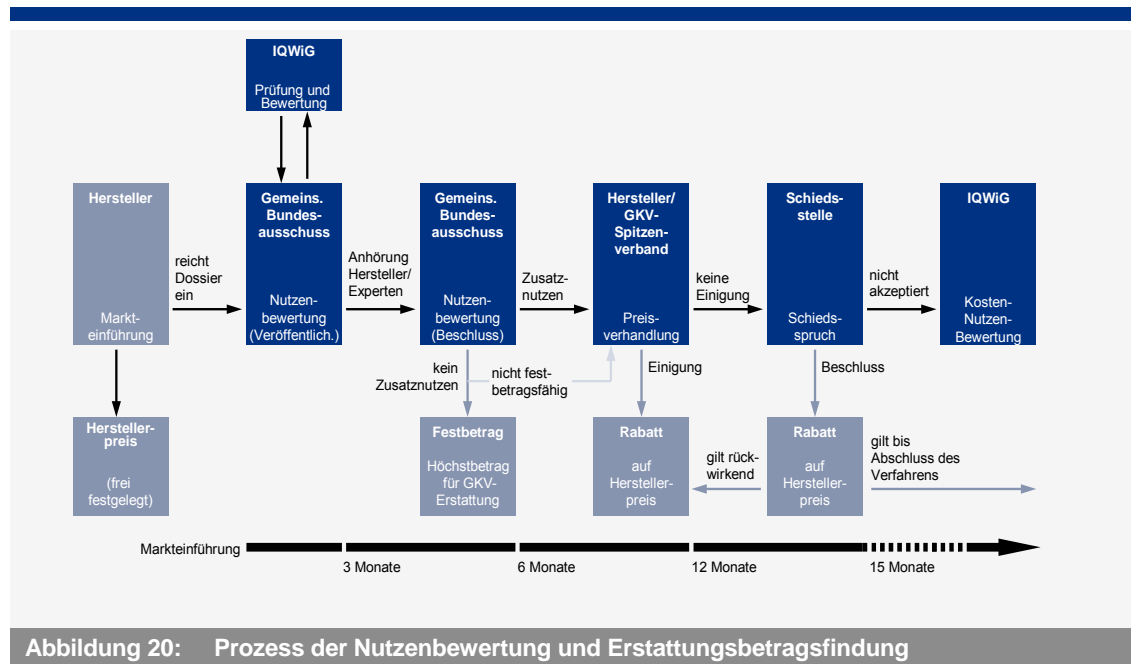 IQWiG
Prüfung und
Bewertung
Hersteller
Markt-
einführung
reicht
Dossier
ein
Gemeins.
Bundes-
ausschuss
Nutzen-
bewertung
(Veröffentlich.)
Anhörung
Hersteller/
Experten
Gemeins.
Bundes-
ausschuss
Nutzen-
bewertung
(Beschluss)
Zusatz-
nutzen
Hersteller/
GKV-
Spitzen-
verband
Preis-
verhandlung
keine
Einigung
Schieds-
stelle
Schieds-
spruch
nicht
akzeptiert
IQWiG
Kosten-
Nutzen-
Bewertung
kein
Zusatznutzen
nicht fest-
betragsfähig
Einigung
Beschluss
Hersteller-
preis
(frei
festgelegt)
Festbetrag
Höchstbetrag
für GKV-
Erstattung
Rabatt
auf
Hersteller-
preis
gilt rück-
wirkend
Rabatt
auf
Hersteller-
preis
gilt bis
Abschluss des
Verfahrens
Markteinführung
3 Monate
6 Monate
12 Monate
15 Monate
Abbildung 20: Prozess der Nutzenbewertung und Erstattungsbetragsfindung